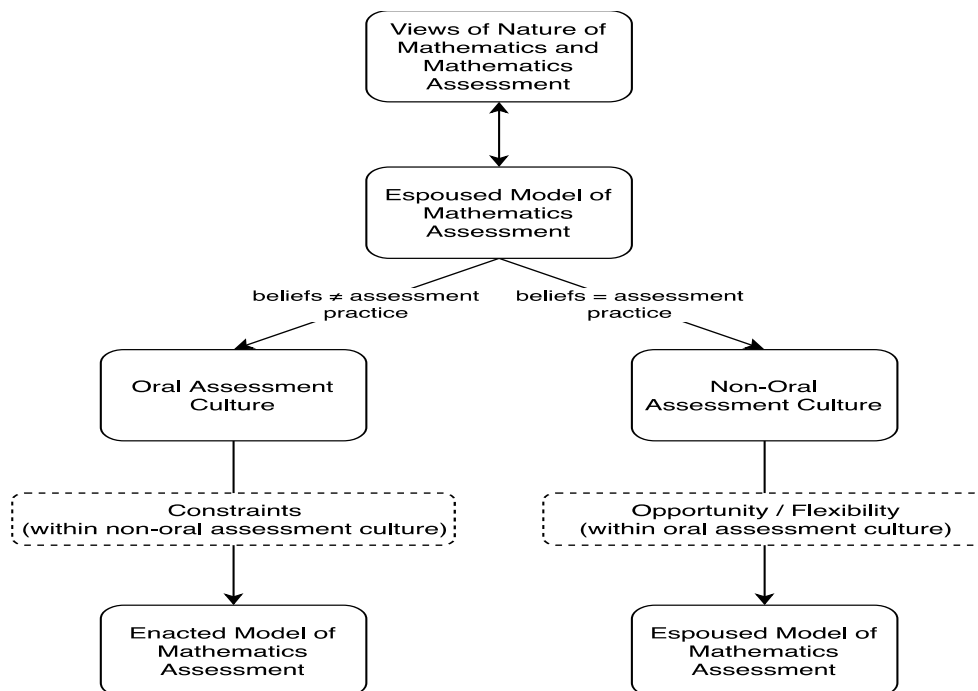 Views of Nature of
Mathematics and
Mathematics
Assessment
Espoused Model of
Mathematics
Assessment
beliefs ≠ assessment
practice
beliefs = assessment
practice
Oral Assessment
Culture
Non-Oral
Assessment Culture
Constraints
(within non-oral assessment culture)
Opportunity / Flexibility
(within oral assessment culture)
Enacted Model of
Mathematics
Assessment
Espoused Model of
Mathematics
Assessment